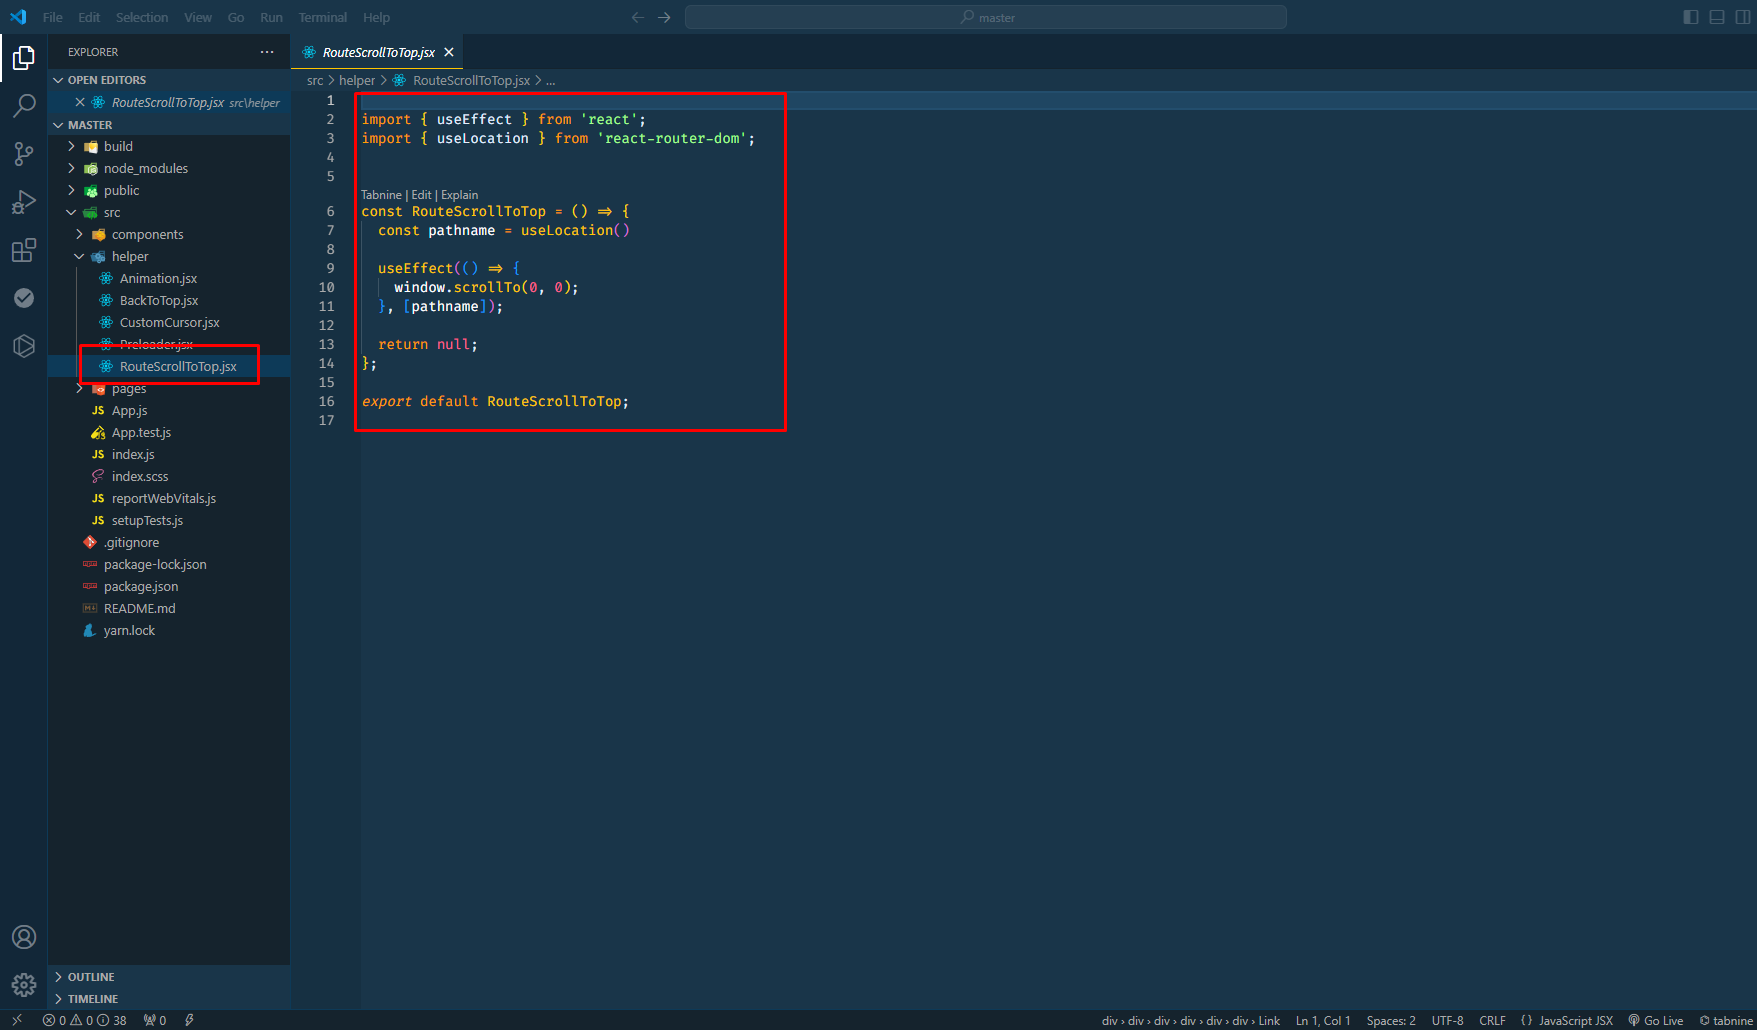 File Edit Selection View Go Run Terminal Help
master
EXPLORER
RouteScrollToTop.jsx
OPEN EDITORS
RouteScrollToTop.jsx src\helper
MASTER
build
node_modules
public
src
components
helper
Animation.jsx
BackToTop.jsx
CustomCursor.jsx
Preloader.jsx
RouteScrollToTop.jsx
pages
JS App.js
App.test.js
JS index.js
index.scss
JS reportWebVitals.js
JS setupTests.js
.gitignore
package-lock.json
package.json
README.md
yarn.lock
OUTLINE
TIMELINE
src > helper > RouteScrollToTop.jsx > ...
1
2 import { useEffect } from 'react';
3 import { useLocation } from 'react-router-dom';
4
5
Tabnine | Edit | Explain
6 const RouteScrollToTop = () => {
7 const pathname = useLocation()
8
9 useEffect(() => {
10 window.scrollTo(0, 0);
11 }, [pathname]);
12
13 return null;
14 };
15
16 export default RouteScrollToTop;
17
0 0 38 0
div › div › div › div › div › div › Link Ln 1, Col 1 Spaces: 2 UTF-8 CRLF {} JavaScript JSX Go Live tabnine